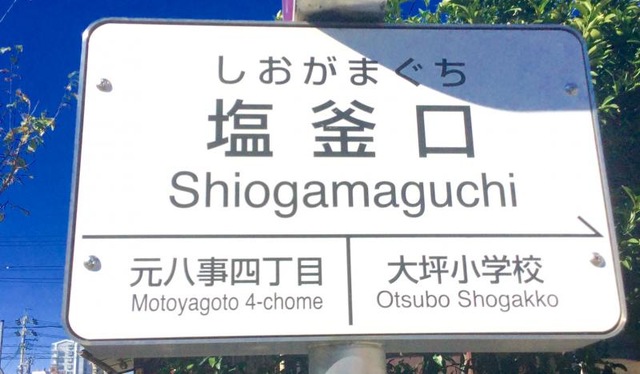 しおがまぐち
塩釜口
Shiogamaguchi
元八事四丁目
Motoyagoto 4-chome
大坪小学校
Otsubo Shogakko